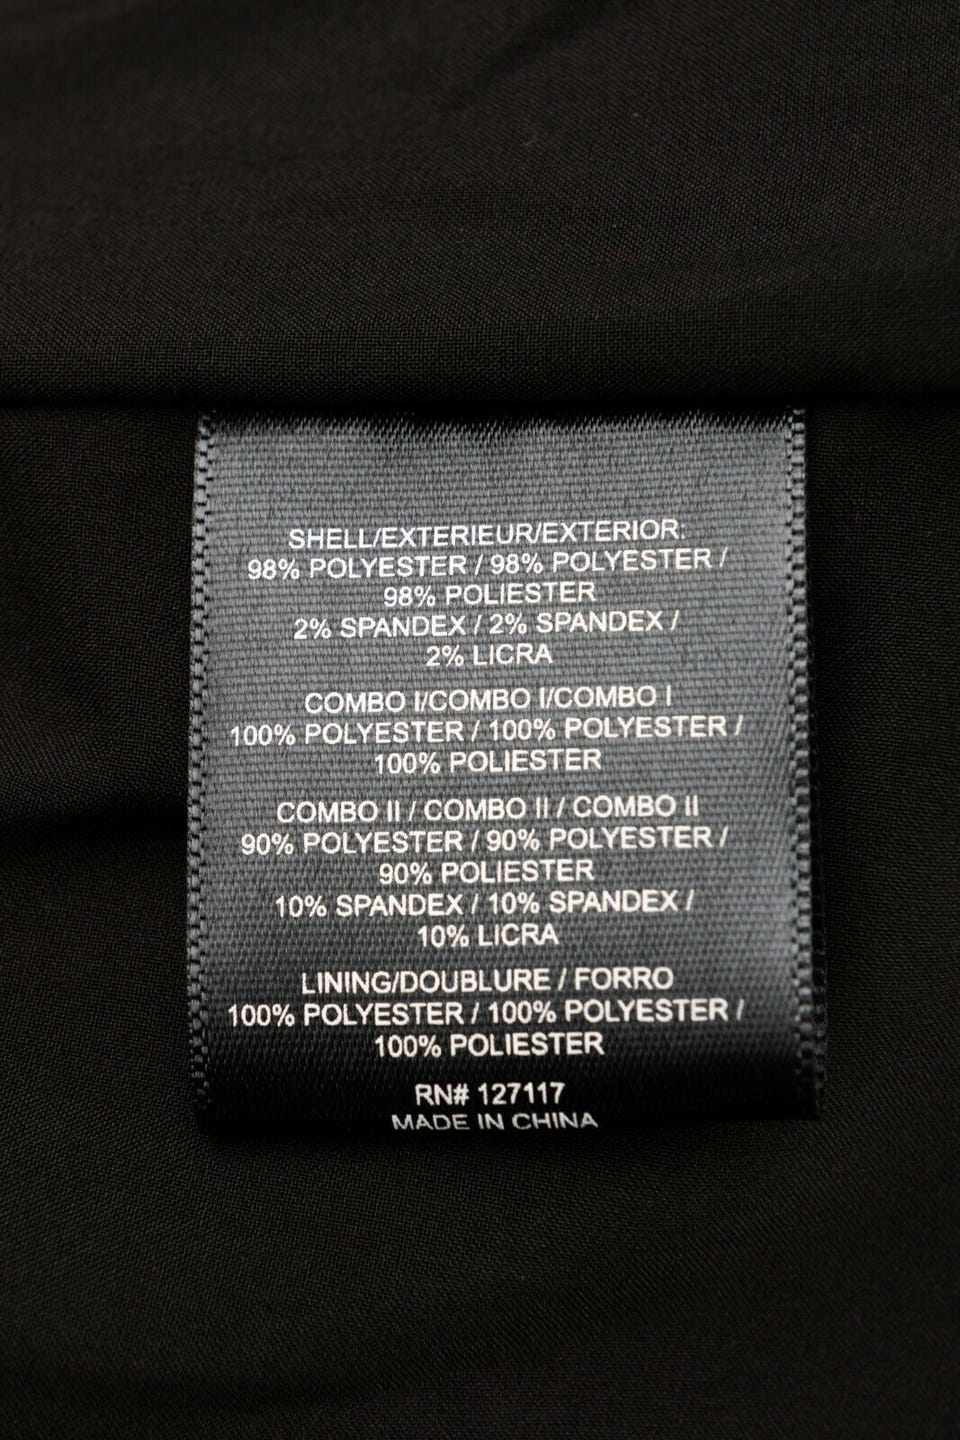 SHELL/EXTERIEUR/EXTERIOR:
98% POLYESTER / 98% POLYESTER /
98% POLIESTER
2% SPANDEX / 2% SPANDEX /
2% LICRA
COMBO I/COMBO I/COMBO I
100% POLYESTER / 100% POLYESTER /
100% POLIESTER
COMBO II / COMBO II / COMBO II
90% POLYESTER / 90% POLYESTER /
90% POLIESTER
10% SPANDEX / 10% SPANDEX /
10% LICRA
LINING/DOUBLURE / FORRO
100% POLYESTER / 100% POLYESTER /
100% POLIESTER
RN# 127117
MADE IN CHINA